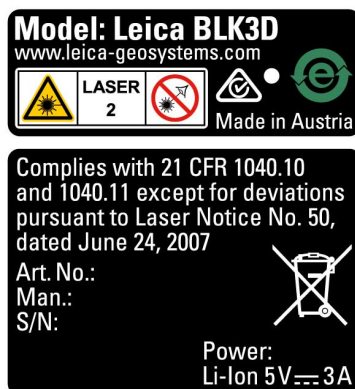 Model: Leica BLK3D
www.leica-geosystems.com
LASER
2
Made in Austria
Complies with 21 CFR 1040.10
and 1040.11 except for deviations
pursuant to Laser Notice No. 50,
dated June 24, 2007
Art. No.:
Man.:
S/N:
Power:
Li-Ion 5V⎓3A